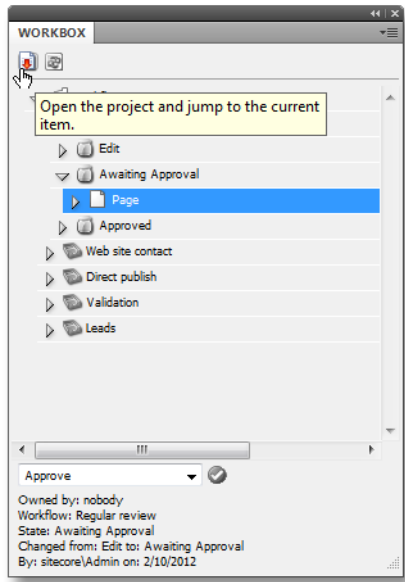 WORKBOX
Open the project and jump to the current
item.
Edit
Awaiting Approval
Page
Approved
Web site contact
Direct publish
Validation
Leads
Approve
Owned by: nobody
Workflow: Regular review
State: Awaiting Approval
Changed from: Edit to: Awaiting Approval
By: sitecore\Admin on: 2/10/2012